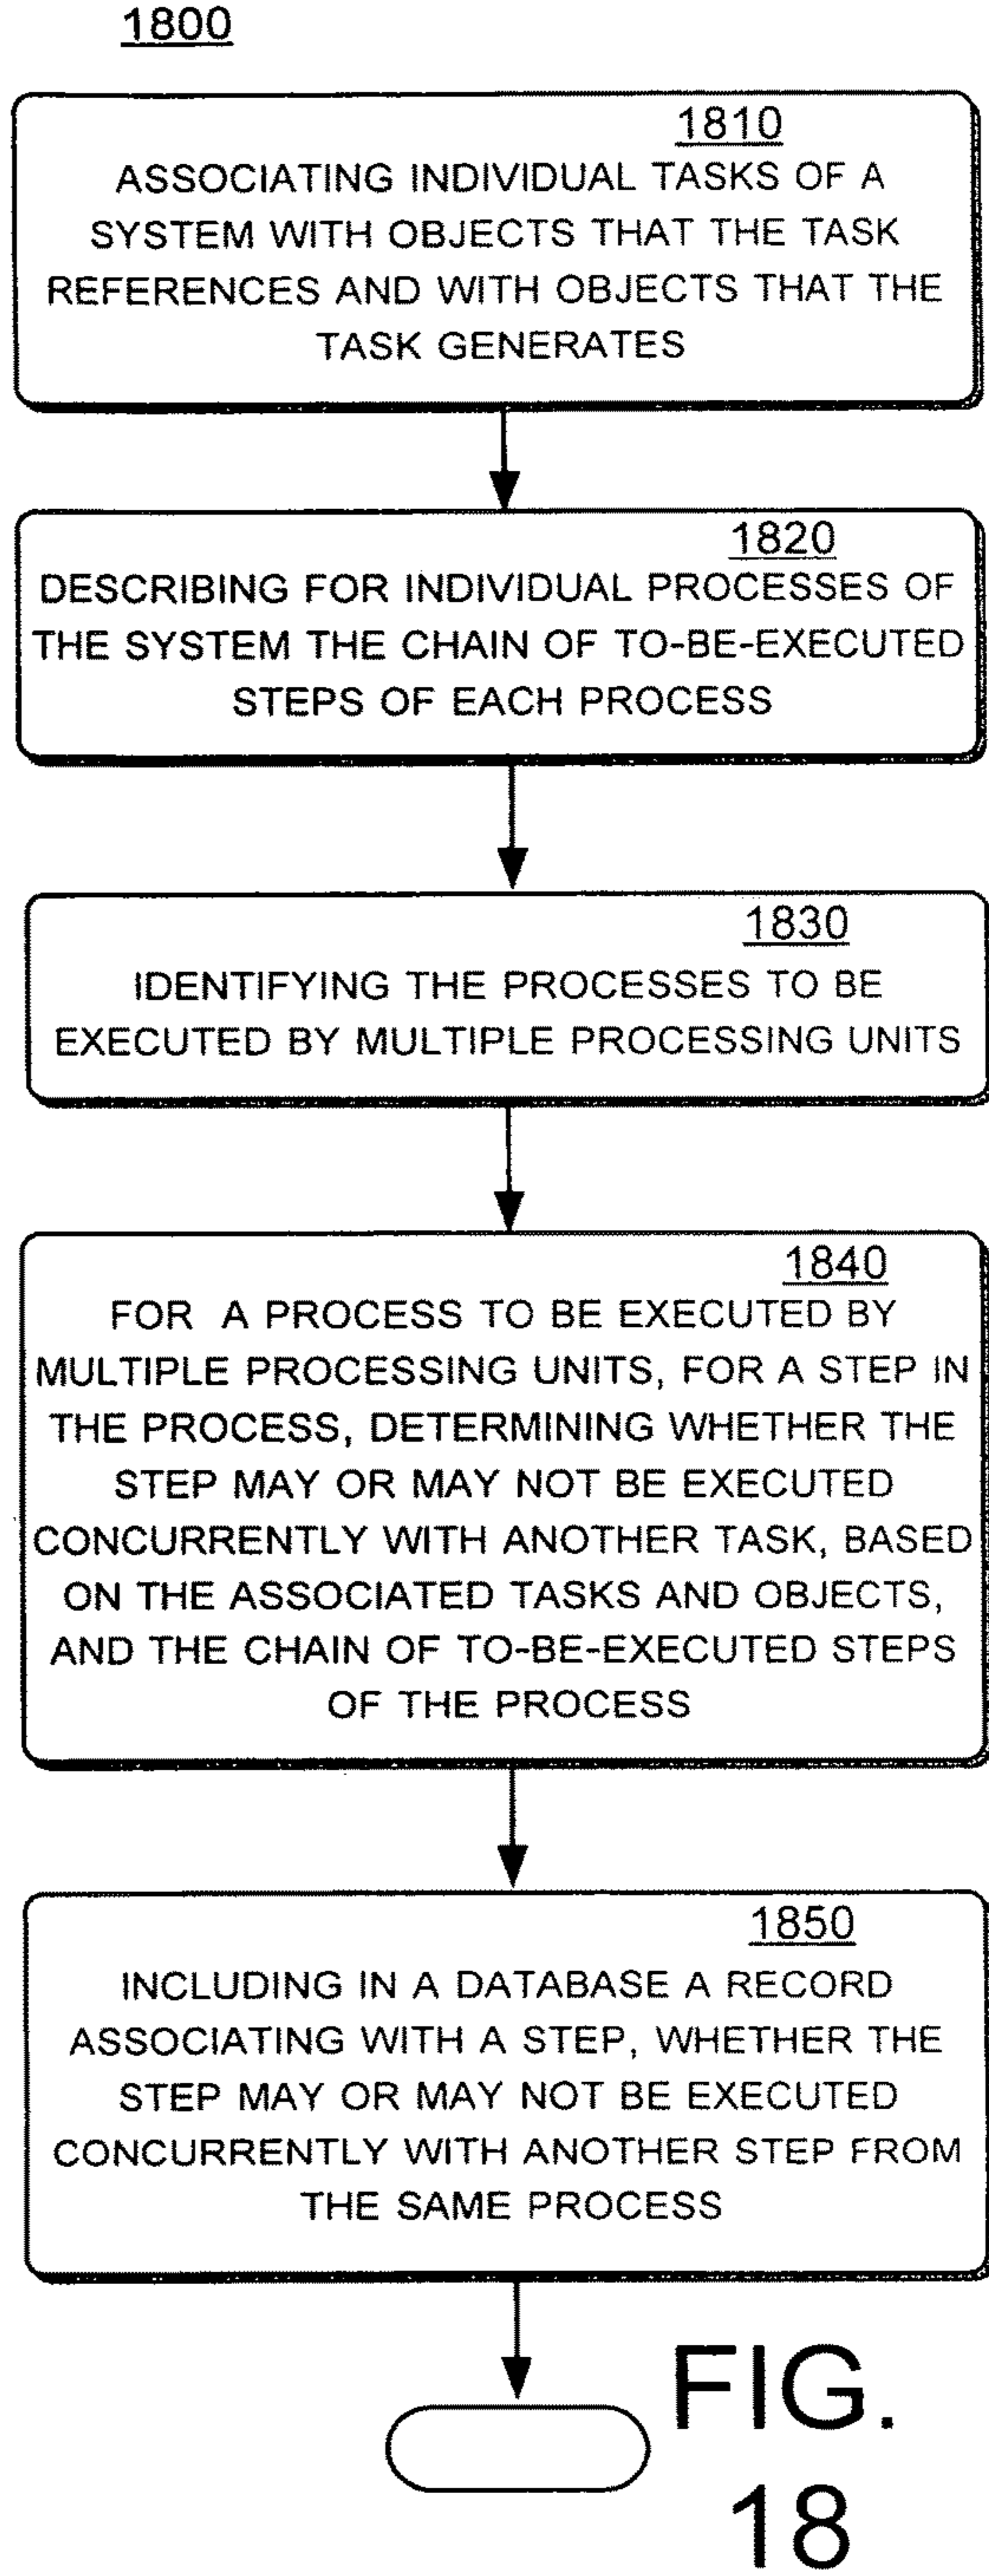 1800
1810
ASSOCIATING INDIVIDUAL TASKS OF A
SYSTEM WITH OBJECTS THAT THE TASK
REFERENCES AND WITH OBJECTS THAT THE
TASK GENERATES
1820
DESCRIBING FOR INDIVIDUAL PROCESSES OF
THE SYSTEM THE CHAIN OF TO-BE-EXECUTED
STEPS OF EACH PROCESS
1830
IDENTIFYING THE PROCESSES TO BE
EXECUTED BY MULTIPLE PROCESSING UNITS
1840
FOR A PROCESS TO BE EXECUTED BY
MULTIPLE PROCESSING UNITS, FOR A STEP IN
THE PROCESS, DETERMINING WHETHER THE
STEP MAY OR MAY NOT BE EXECUTED
CONCURRENTLY WITH ANOTHER TASK, BASED
ON THE ASSOCIATED TASKS AND OBJECTS,
AND THE CHAIN OF TO-BE-EXECUTED STEPS
OF THE PROCESS
1850
INCLUDING IN A DATABASE A RECORD
ASSOCIATING WITH A STEP, WHETHER THE
STEP MAY OR MAY NOT BE EXECUTED
CONCURRENTLY WITH ANOTHER STEP FROM
THE SAME PROCESS
FIG.
18